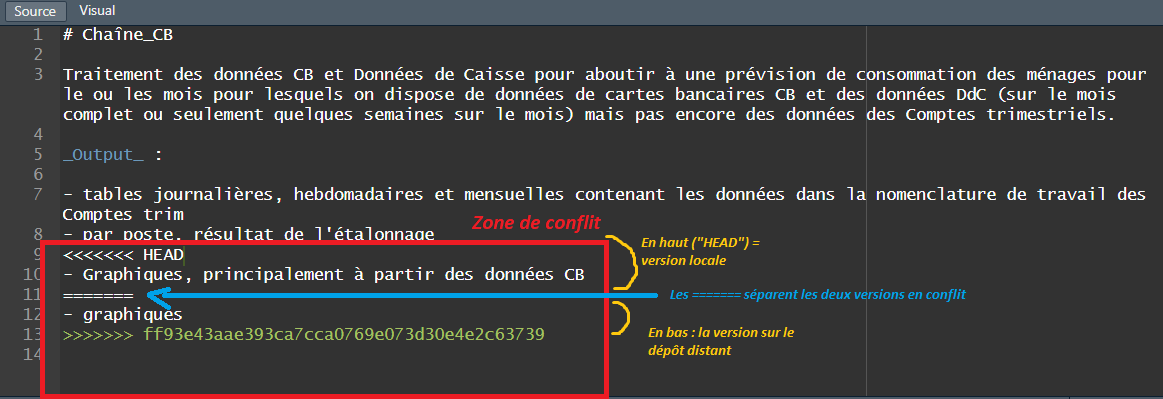 Source Visual
1 # Chaîne_CB
2
3 Traitement des données CB et Données de Caisse pour aboutir à une prévision de consommation des ménages pour
le ou les mois pour lesquels on dispose de données de cartes bancaires CB et des données DdC (sur le mois
complet ou seulement quelques semaines sur le mois) mais pas encore des données des Comptes trimestriels.
4
5 _Output_ :
6
7 - tables journalières, hebdomadaires et mensuelles contenant les données dans la nomenclature de travail des
Comptes trim
Zone de conflit
8 - par poste, résultat de l'étalonnage
9 <<<<<<< HEAD
10 - Graphiques, principalement à partir des données CB
En haut ("HEAD") =
version locale
11 =======
Les ======= séparent les deux versions en conflit
12 - graphiques
13 >>>>>>> ff93e43aae393ca7cca0769e073d30e4e2c63739
En bas : la version sur le
dépôt distant
14